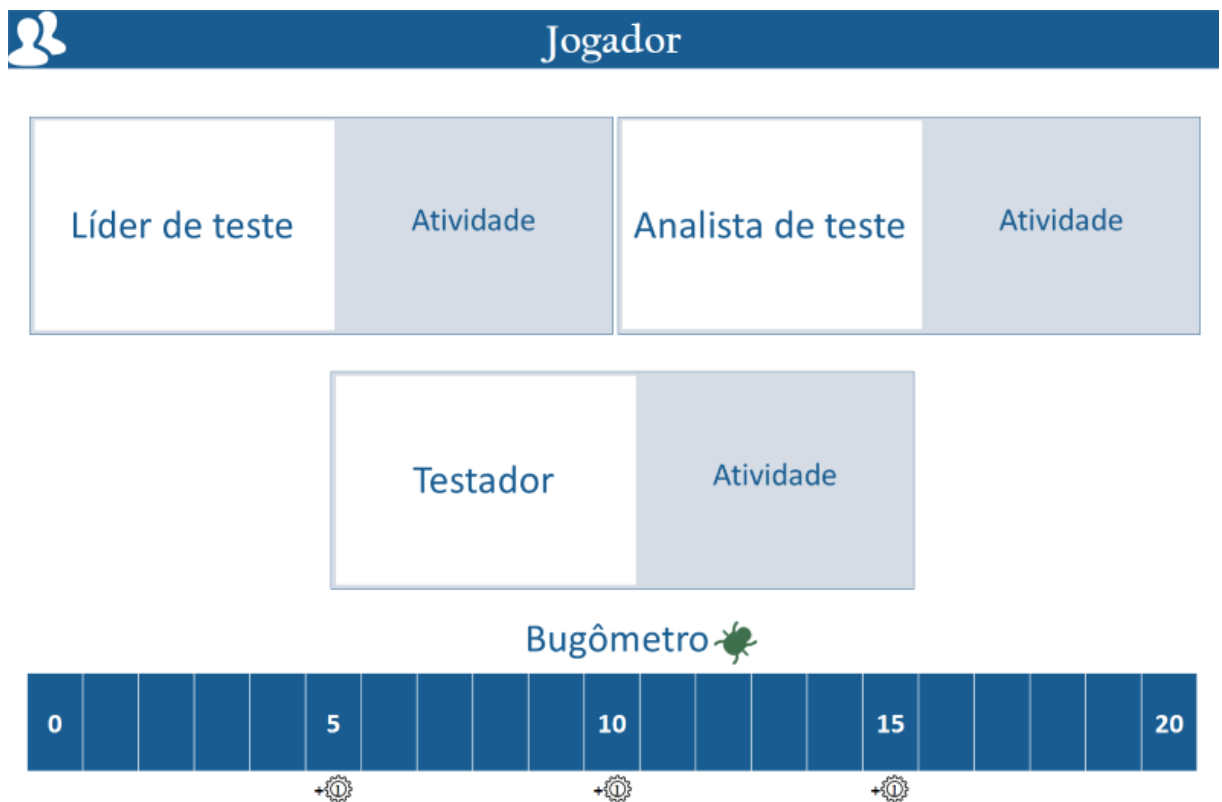 Jogador
Líder de teste
Atividade
Analista de teste
Atividade
Testador
Atividade
Bugômetro
0 5 10 15 20
+1 +1 +1